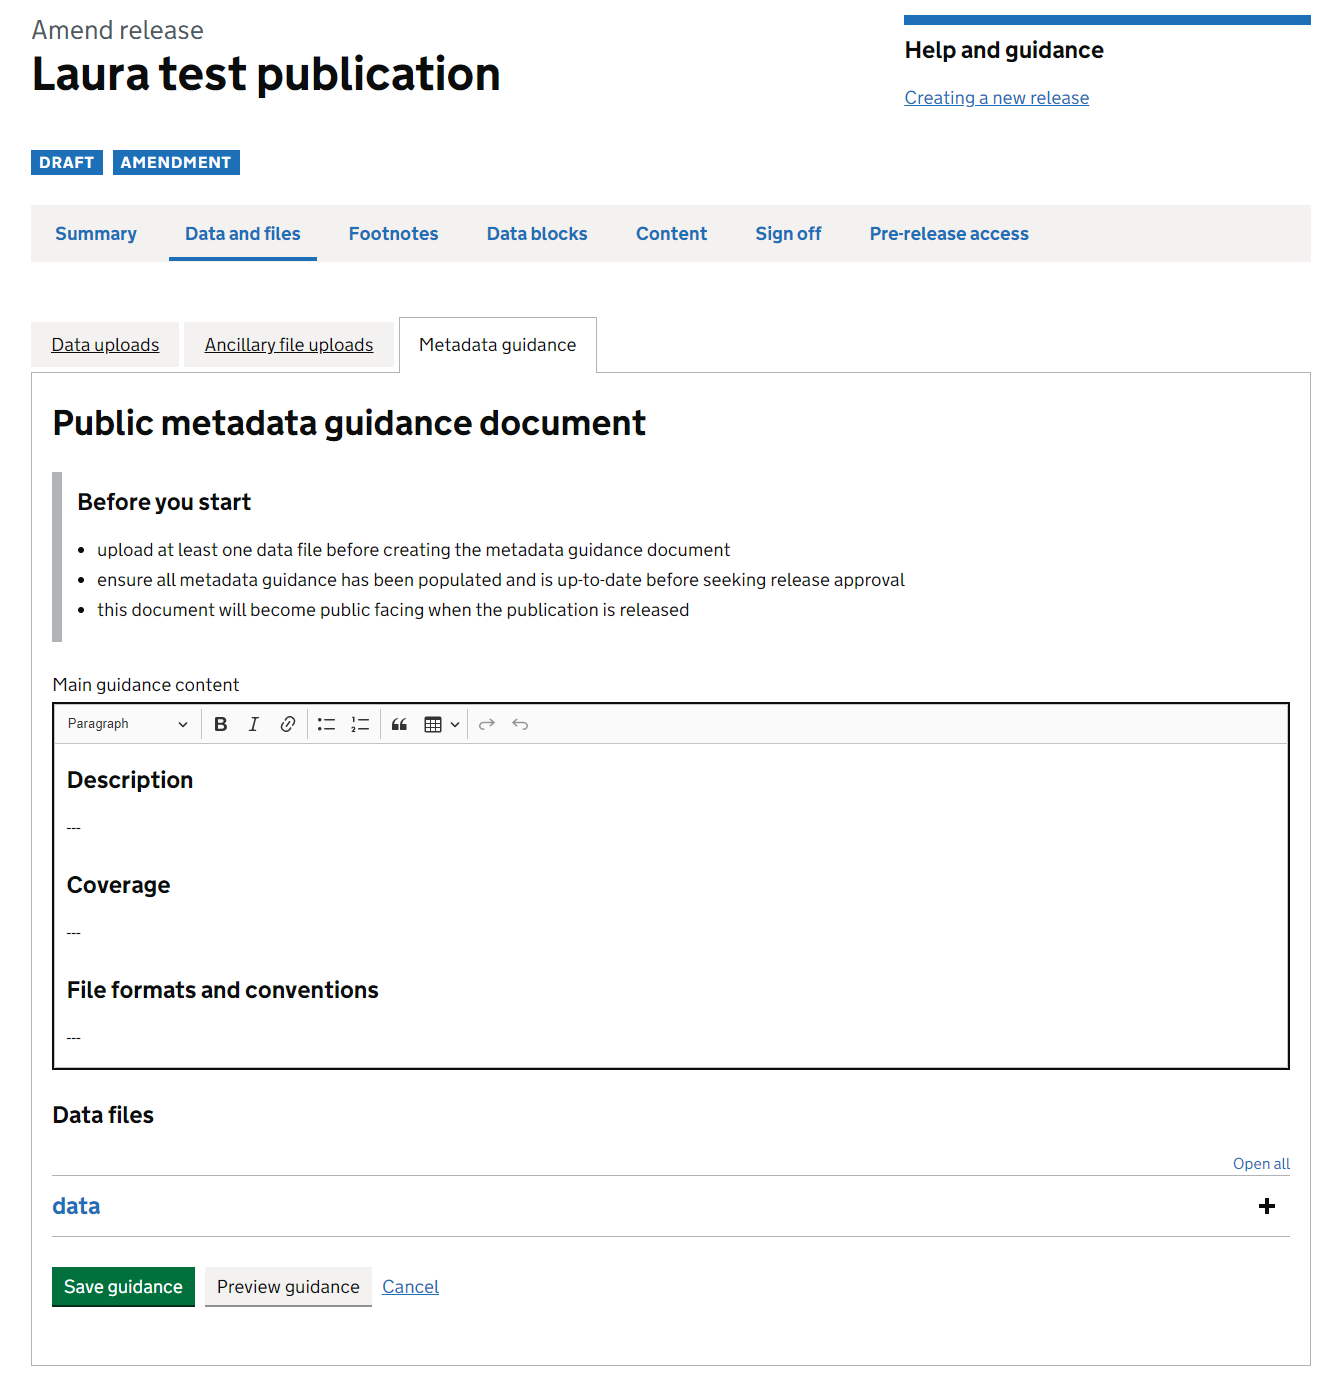 Amend release
Laura test publication
Help and guidance
Creating a new release
DRAFT AMENDMENT
Summary Data and files Footnotes Data blocks Content Sign off Pre-release access
Data uploads Ancillary file uploads Metadata guidance
Public metadata guidance document
Before you start
• upload at least one data file before creating the metadata guidance document
• ensure all metadata guidance has been populated and is up-to-date before seeking release approval
• this document will become public facing when the publication is released
Main guidance content
Paragraph B I
Description
---
Coverage
---
File formats and conventions
---
Data files
Open all
data
Save guidance Preview guidance Cancel